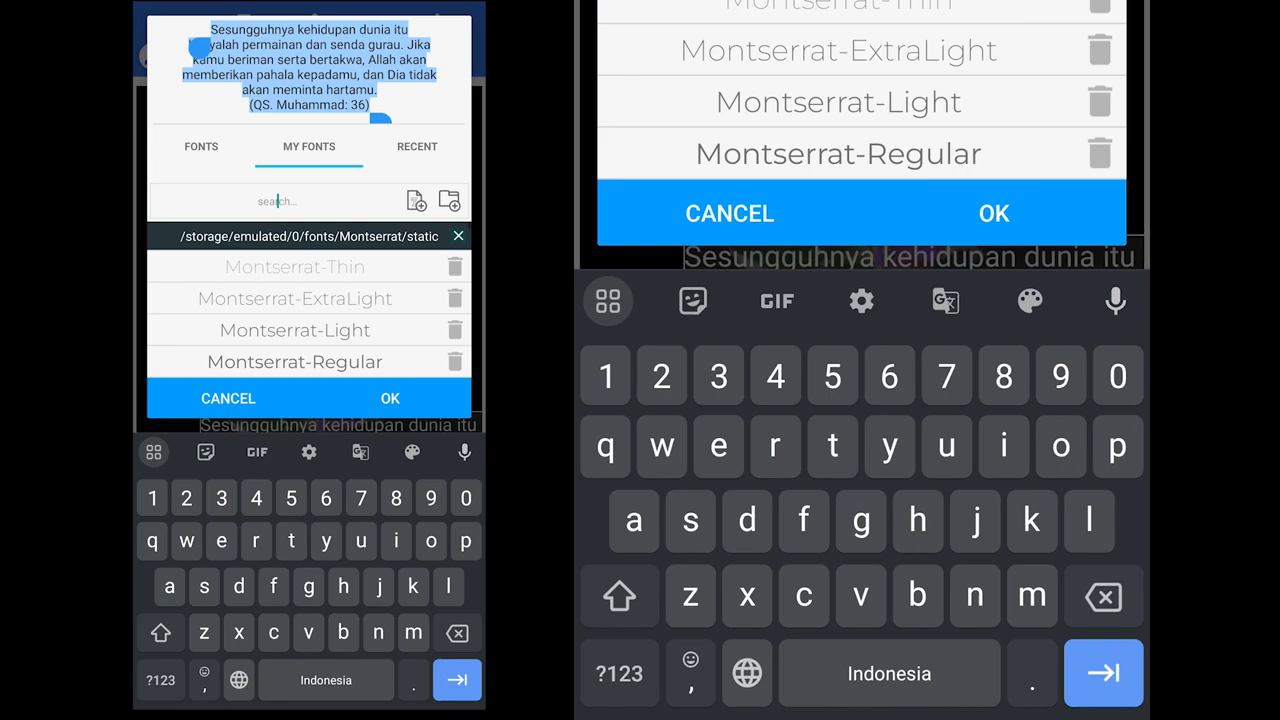 Sesungguhnya kehidupan dunia itu
yalah permainan dan senda gurau. Jika
kamu beriman serta bertakwa, Allah akan
memberikan pahala kepadamu, dan Dia tidak
akan meminta hartamu.
(QS. Muhammad: 36)
FONTS MY FONTS RECENT
search...
/storage/emulated/0/fonts/Montserrat/static
Montserrat-Thin
Montserrat-ExtraLight
Montserrat-Light
Montserrat-Regular
CANCEL OK
Sesungguhnya kehidupan dunia itu
GIF
1 2 3 4 5 6 7 8 9 0
q w e r t y u i o p
a s d f g h j k l
z x c v b n m
?123 , Indonesia .
Montserrat-Thin
Montserrat-ExtraLight
Montserrat-Light
Montserrat-Regular
CANCEL OK
Sesungguhnya kehidupan dunia itu
GIF
1 2 3 4 5 6 7 8 9 0
q w e r t y u i o p
a s d f g h j k l
z x c v b n m
?123 , Indonesia .